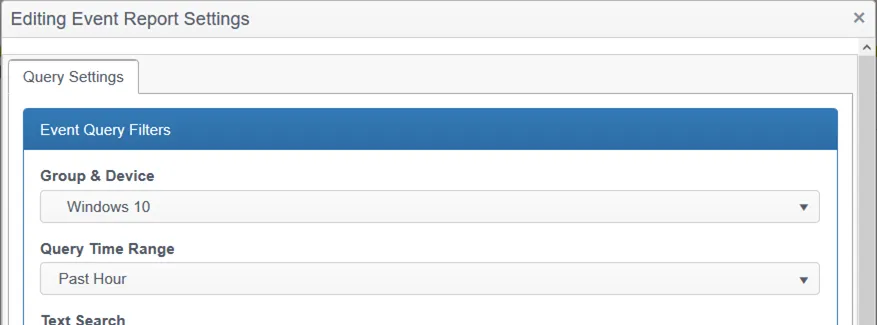 Editing Event Report Settings
Query Settings
Event Query Filters
Group & Device
Windows 10
Query Time Range
Past Hour
Text Search